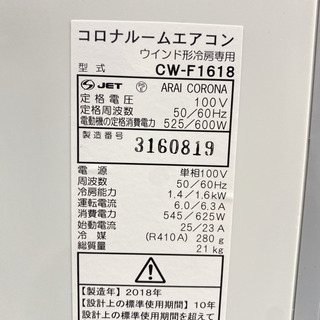 コロナルームエアコン
ウインド形冷房専用
型式 CW-F1618
JET ARAI CORONA
定格電圧 100V
定格周波数 50/60Hz
電動機の定格消費電力 525/600W
製造番号
3160819
電源 単相100V
周波数 50/60Hz
冷房能力 1.4/1.6kW
運転電流 6.0/6.3A
消費電力 545/625W
始動電流 25/23A
冷媒 (R410A) 280g
総質量 21kg
【製造年】2018年
【設計上の標準使用期間】10年